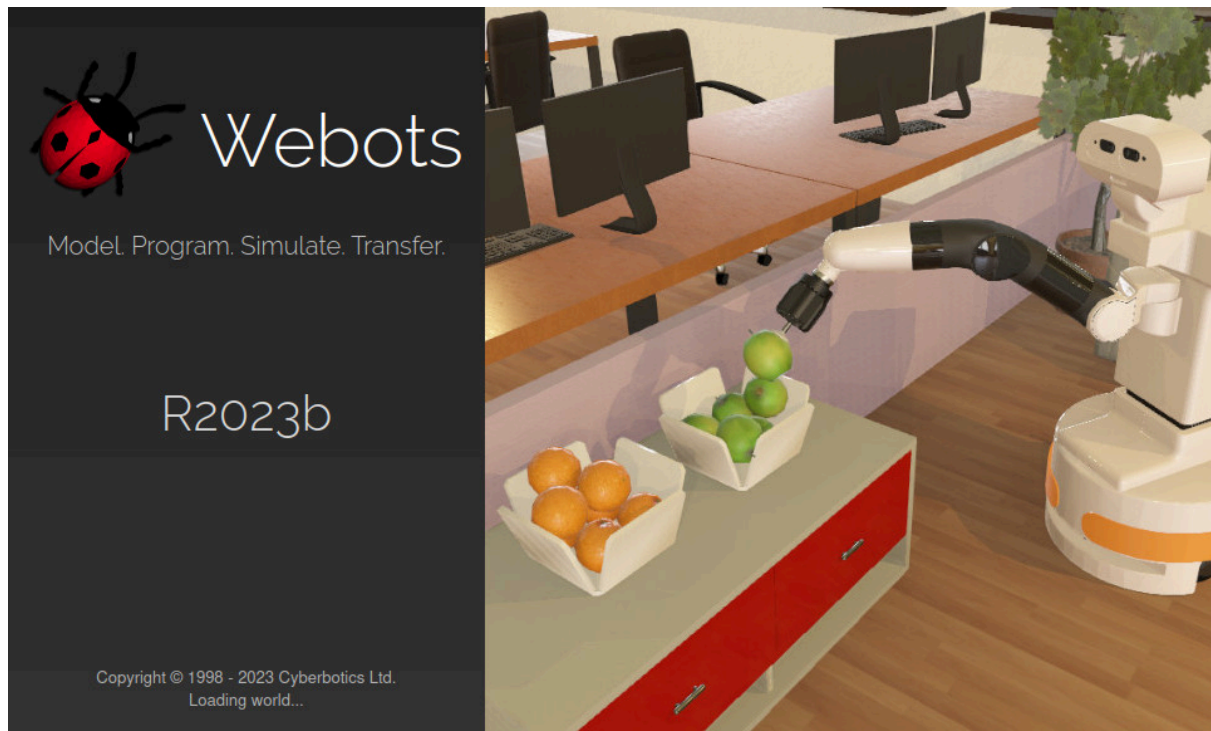 Webots
Model. Program. Simulate. Transfer.
R2023b
Copyright © 1998 - 2023 Cyberbotics Ltd.
Loading world...